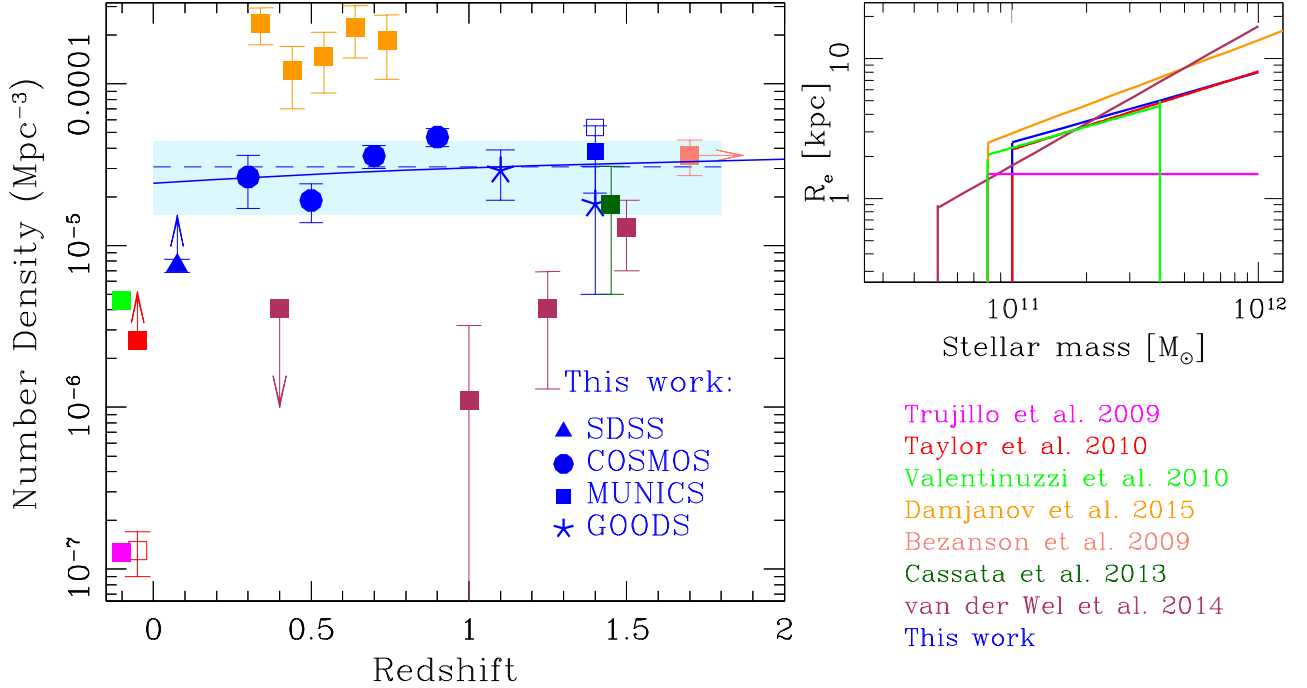 Number Density (Mpc⁻³)
0.0001
10⁻⁵
10⁻⁶
10⁻⁷
0
0.5
1
1.5
2
Redshift
This work:
SDSS
COSMOS
MUNICS
GOODS
Rₑ [kpc]
10
1
10¹¹
10¹²
Stellar mass [M☉]
Trujillo et al. 2009
Taylor et al. 2010
Valentinuzzi et al. 2010
Damjanov et al. 2015
Bezanson et al. 2009
Cassata et al. 2013
van der Wel et al. 2014
This work